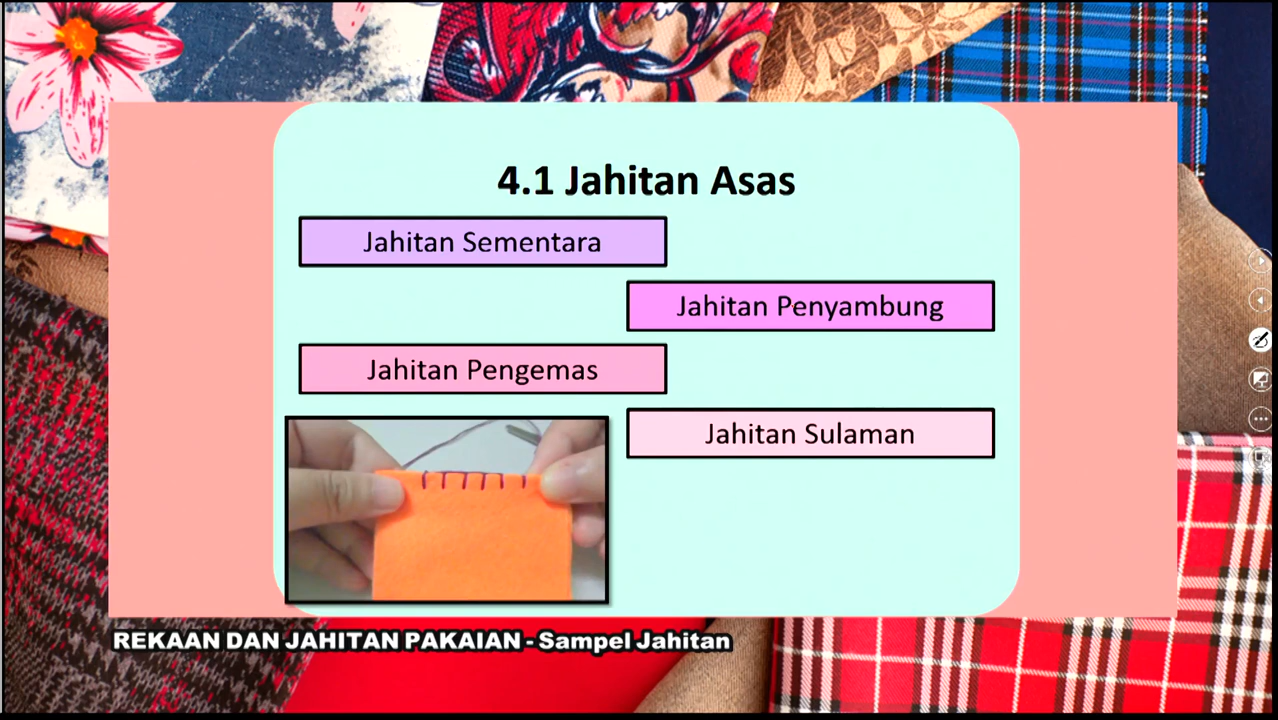 4.1 Jahitan Asas
Jahitan Sementara
Jahitan Penyambung
Jahitan Pengemas
Jahitan Sulaman
REKAAN DAN JAHITAN PAKAIAN - Sampel Jahitan